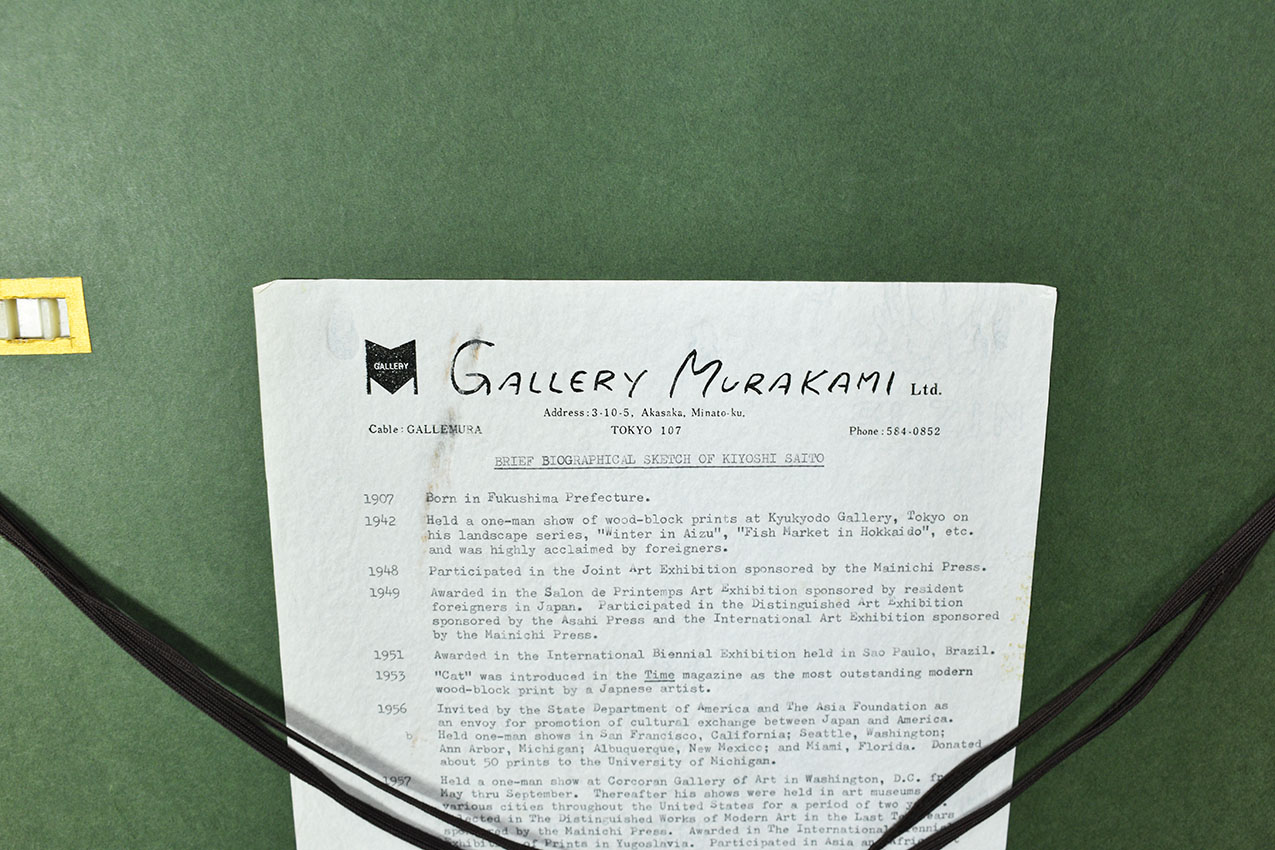 GALLERY
GALLERY MURAKAMI Ltd.
Address: 3-10-5, Akasaka, Minato-ku,
Cable: GALLEMURA TOKYO 107 Phone: 584-0852
BRIEF BIOGRAPHICAL SKETCH OF KIYOSHI SAITO
1907 Born in Fukushima Prefecture.
1942 Held a one-man show of wood-block prints at Kyukyodo Gallery, Tokyo on
his landscape series, "Winter in Aizu", "Fish Market in Hokkaido", etc.
and was highly acclaimed by foreigners.
1948 Participated in the Joint Art Exhibition sponsored by the Mainichi Press.
1949 Awarded in the Salon de Printemps Art Exhibition sponsored by resident
foreigners in Japan. Participated in the Distinguished Art Exhibition
sponsored by the Asahi Press and the International Art Exhibition sponsored
by the Mainichi Press.
1951 Awarded in the International Biennial Exhibition held in Sao Paulo, Brazil.
1953 "Cat" was introduced in the Time magazine as the most outstanding modern
wood-block print by a Japnese artist.
1956 Invited by the State Department of America and The Asia Foundation as
an envoy for promotion of cultural exchange between Japan and America.
Held one-man shows in San Francisco, California; Seattle, Washington;
Ann Arbor, Michigan; Albuquerque, New Mexico; and Miami, Florida. Donated
about 50 prints to the University of Michigan.
1957 Held a one-man show at Corcoran Gallery of Art in Washington, D.C.
May thru September. Thereafter his shows were held in art museums
various cities throughout the United States for a period of two
in The Distinguished Works of Modern Art in the Last
by the Mainichi Press. Awarded in The International
of Prints in Yugoslavia. Participated in Asia